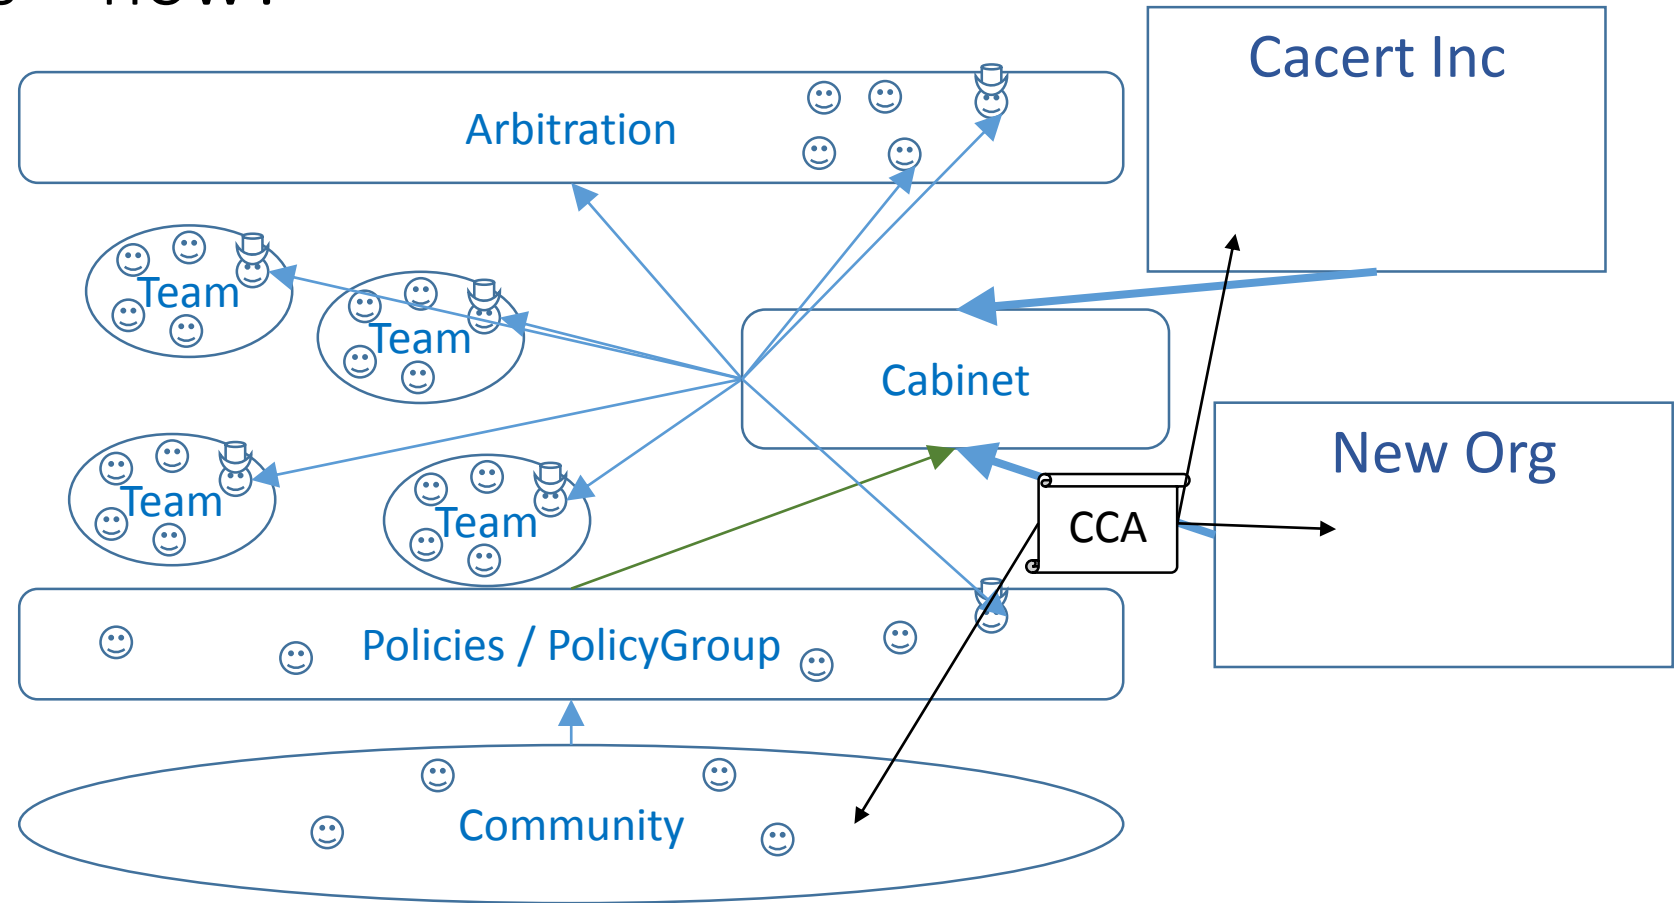 Cacert Inc
Arbitration
Team
Team
Cabinet
New Org
Team
Team
CCA
Policies / PolicyGroup
Community